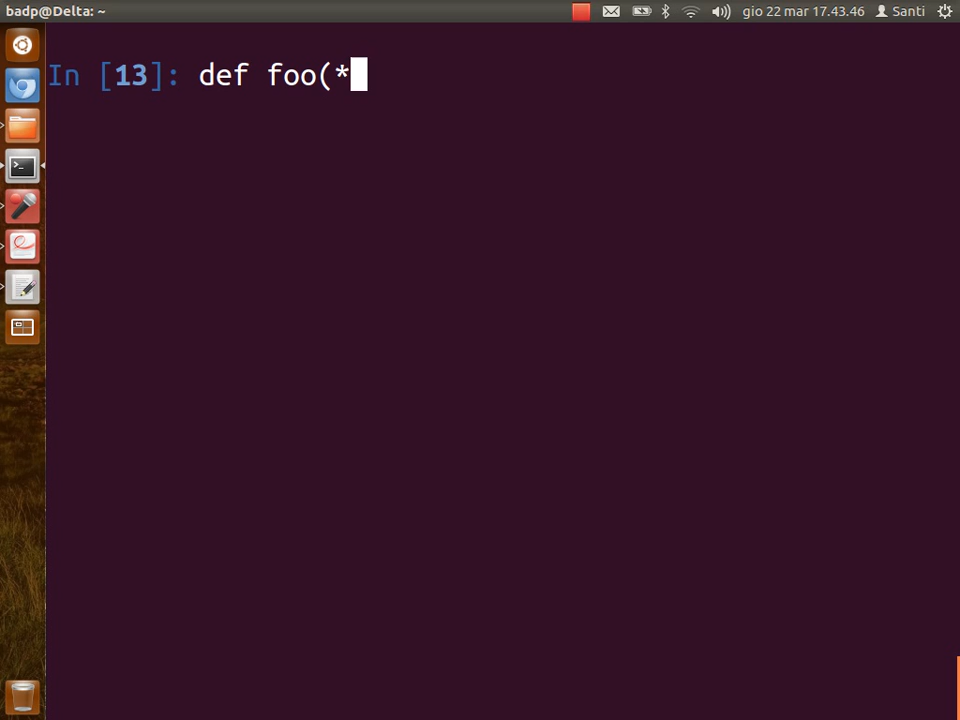 badp@Delta: ~
gio 22 mar 17.43.46 Santi
In [13]: def foo(*